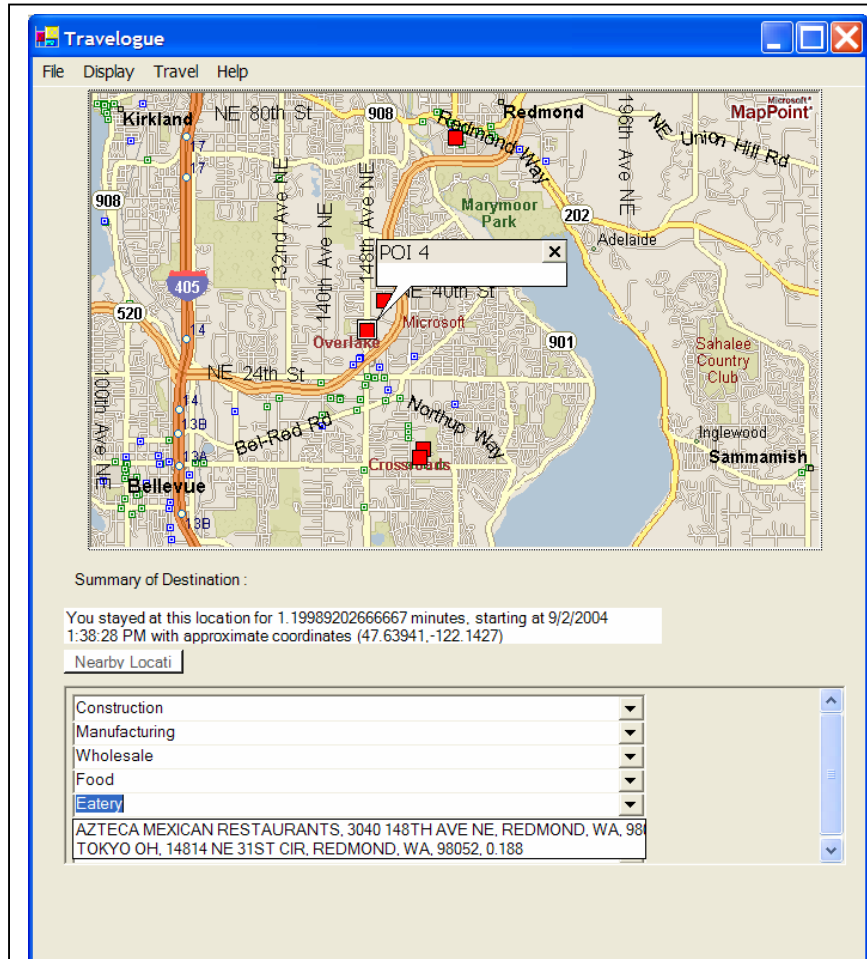 Travelogue
File Display Travel Help
Kirkland
NE 80th St
908
Redmond
Microsoft
MapPoint
17
17
132nd Ave NE
140th Ave NE
148th Ave NE
Redmond Way
196th Ave NE
NE Union Hill Rd
908
Marymoor
Park
202
Adelaide
POI 4
405
NE 40th St
520
14
Overlake
Microsoft
901
Sahalee
Country
Club
NE 24th St
100th Ave NE
14
13B
Bel-Red Rd
Northup Way
13A
Crossroads
Inglewood
Sammamish
Bellevue
13B
Summary of Destination :
You stayed at this location for 1.19989202666667 minutes, starting at 9/2/2004
1:38:28 PM with approximate coordinates (47.63941,-122.1427)
Nearby Locati
Construction
Manufacturing
Wholesale
Food
Eatery
AZTECA MEXICAN RESTAURANTS, 3040 148TH AVE NE, REDMOND, WA, 980
TOKYO OH, 14814 NE 31ST CIR, REDMOND, WA, 98052, 0.188